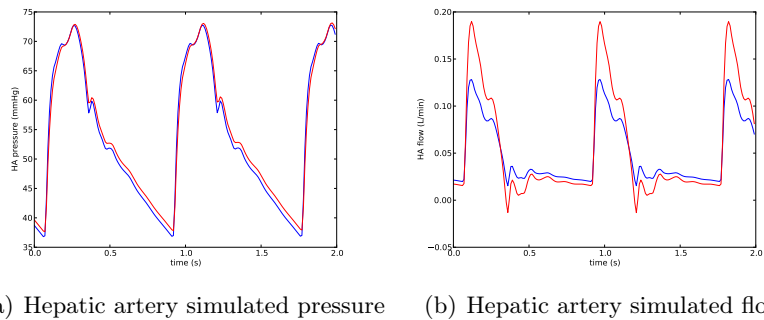 75
70
65
60
55
50
45
40
35
HA pressure (mmHg)
0.0 0.5 1.0 1.5 2.0
time (s)
0.20
0.15
0.10
0.05
0.00
−0.05
HA flow (L/min)
0.0 0.5 1.0 1.5 2.0
time (s)
) Hepatic artery simulated pressure
(b) Hepatic artery simulated flo